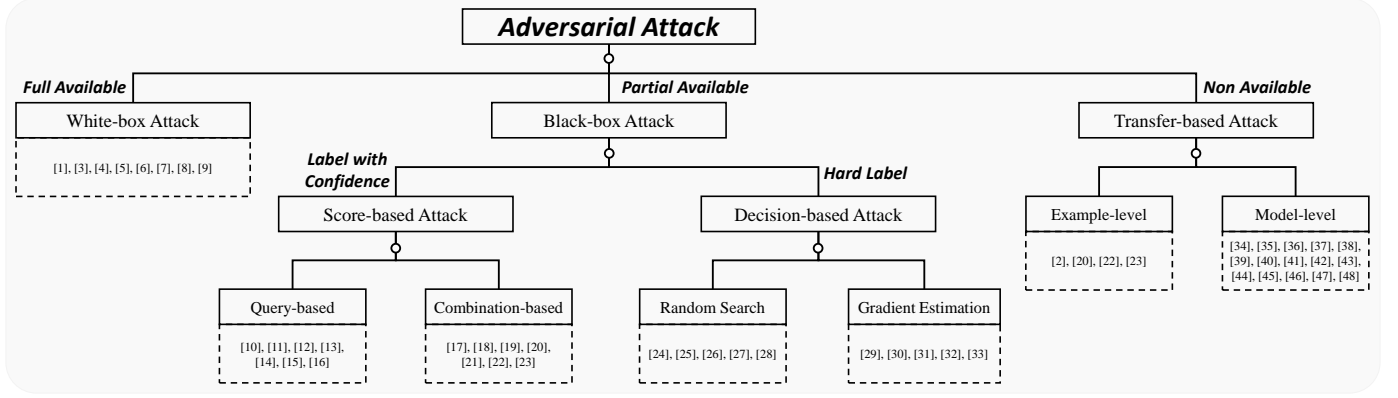 Adversarial Attack
Full Available
Partial Available
Non Available
White-box Attack
Black-box Attack
Transfer-based Attack
[1], [3], [4], [5], [6], [7], [8], [9]
Label with
Confidence
Hard Label
Score-based Attack
Decision-based Attack
Example-level
Model-level
[2], [20], [22], [23]
[34], [35], [36], [37], [38],
[39], [40], [41], [42], [43],
[44], [45], [46], [47], [48]
Query-based
Combination-based
Random Search
Gradient Estimation
[10], [11], [12], [13],
[14], [15], [16]
[17], [18], [19], [20],
[21], [22], [23]
[24], [25], [26], [27], [28]
[29], [30], [31], [32], [33]